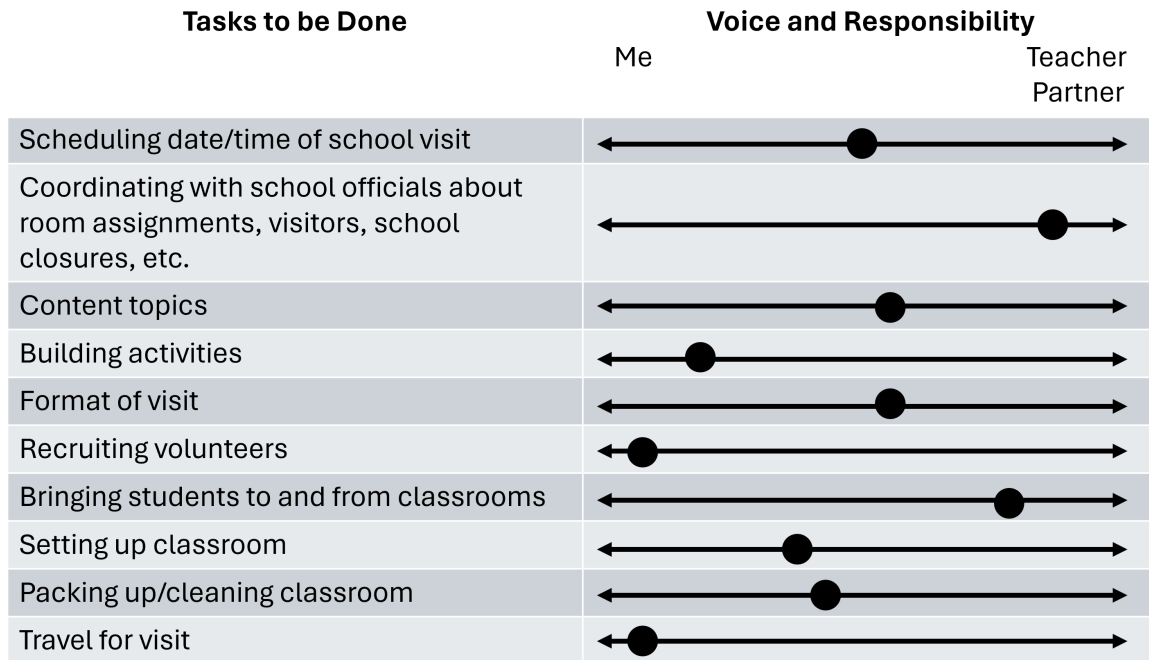 Tasks to be Done
Voice and Responsibility
Me
Teacher
Partner
Scheduling date/time of school visit
Coordinating with school officials about
room assignments, visitors, school
closures, etc.
Content topics
Building activities
Format of visit
Recruiting volunteers
Bringing students to and from classrooms
Setting up classroom
Packing up/cleaning classroom
Travel for visit